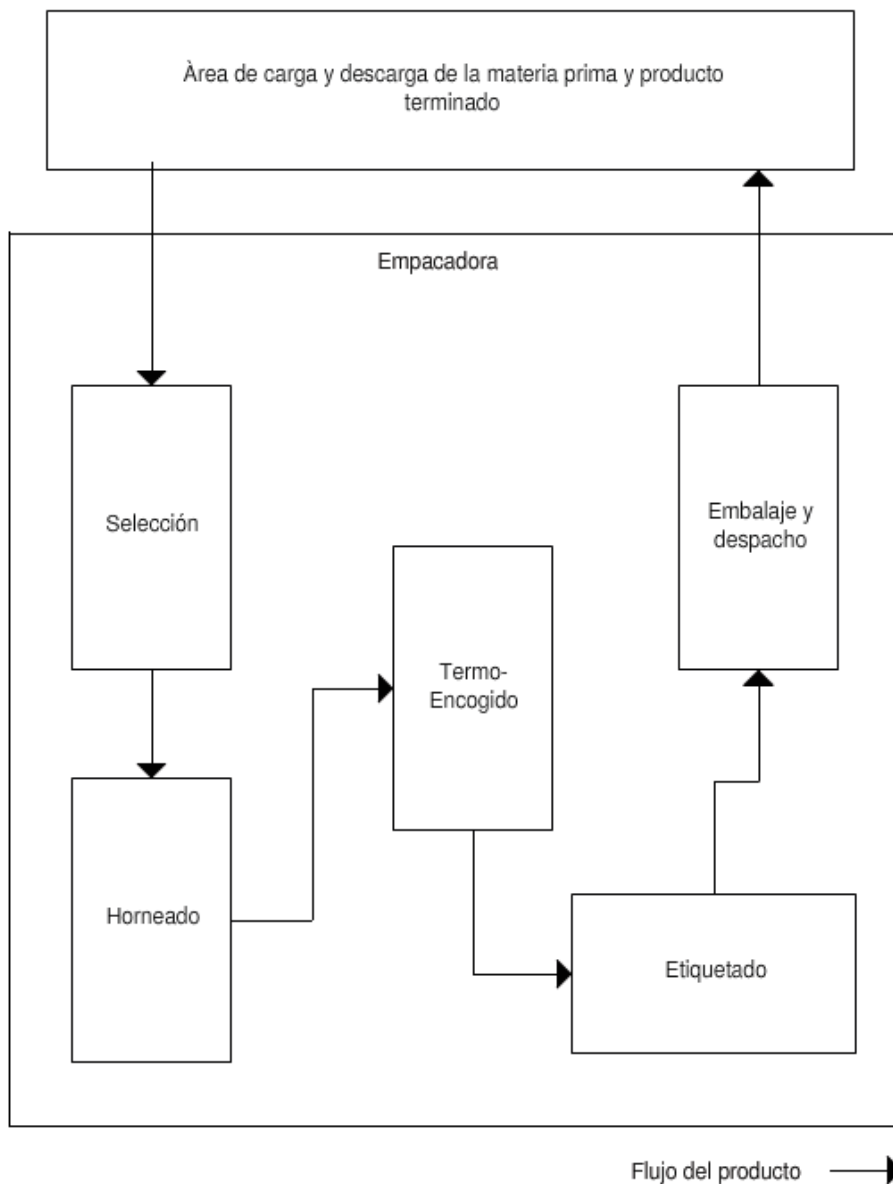 Àrea de carga y descarga de la materia prima y producto
terminado
Empacadora
Selección
Embalaje y
despacho
Termo-
Encogido
Horneado
Etiquetado
Flujo del producto